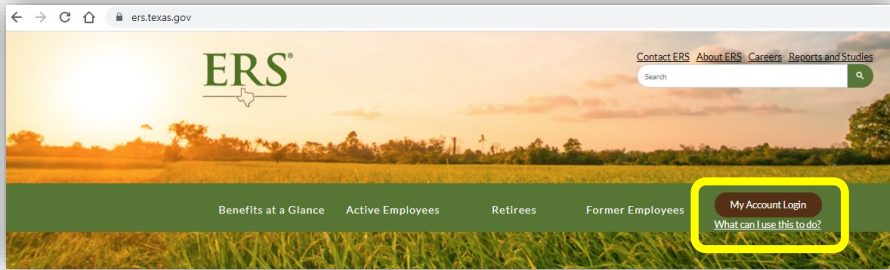 ers.texas.gov
ERS®
Contact ERS About ERS Careers Reports and Studies
Search
Benefits at a Glance Active Employees Retirees Former Employees My Account Login
What can I use this to do?